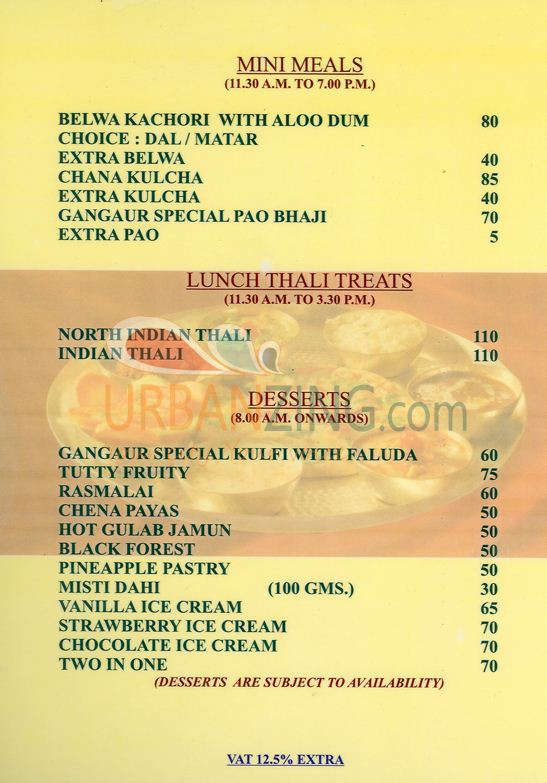 MINI MEALS
(11.30 A.M. TO 7.00 P.M.)
BELWA KACHORI WITH ALOO DUM 80
CHOICE : DAL / MATAR
EXTRA BELWA 40
CHANA KULCHA 85
EXTRA KULCHA 40
GANGAUR SPECIAL PAO BHAJI 70
EXTRA PAO 5
LUNCH THALI TREATS
(11.30 A.M. TO 3.30 P.M.)
NORTH INDIAN THALI 110
INDIAN THALI 110
DESSERTS
URBANZING.com
(8.00 A.M. ONWARDS)
GANGAUR SPECIAL KULFI WITH FALUDA 60
TUTTY FRUITY 75
RASMALAI 60
CHENA PAYAS 50
HOT GULAB JAMUN 50
BLACK FOREST 50
PINEAPPLE PASTRY 50
MISTI DAHI (100 GMS.) 30
VANILLA ICE CREAM 65
STRAWBERRY ICE CREAM 70
CHOCOLATE ICE CREAM 70
TWO IN ONE 70
(DESSERTS ARE SUBJECT TO AVAILABILITY)
VAT 12.5% EXTRA